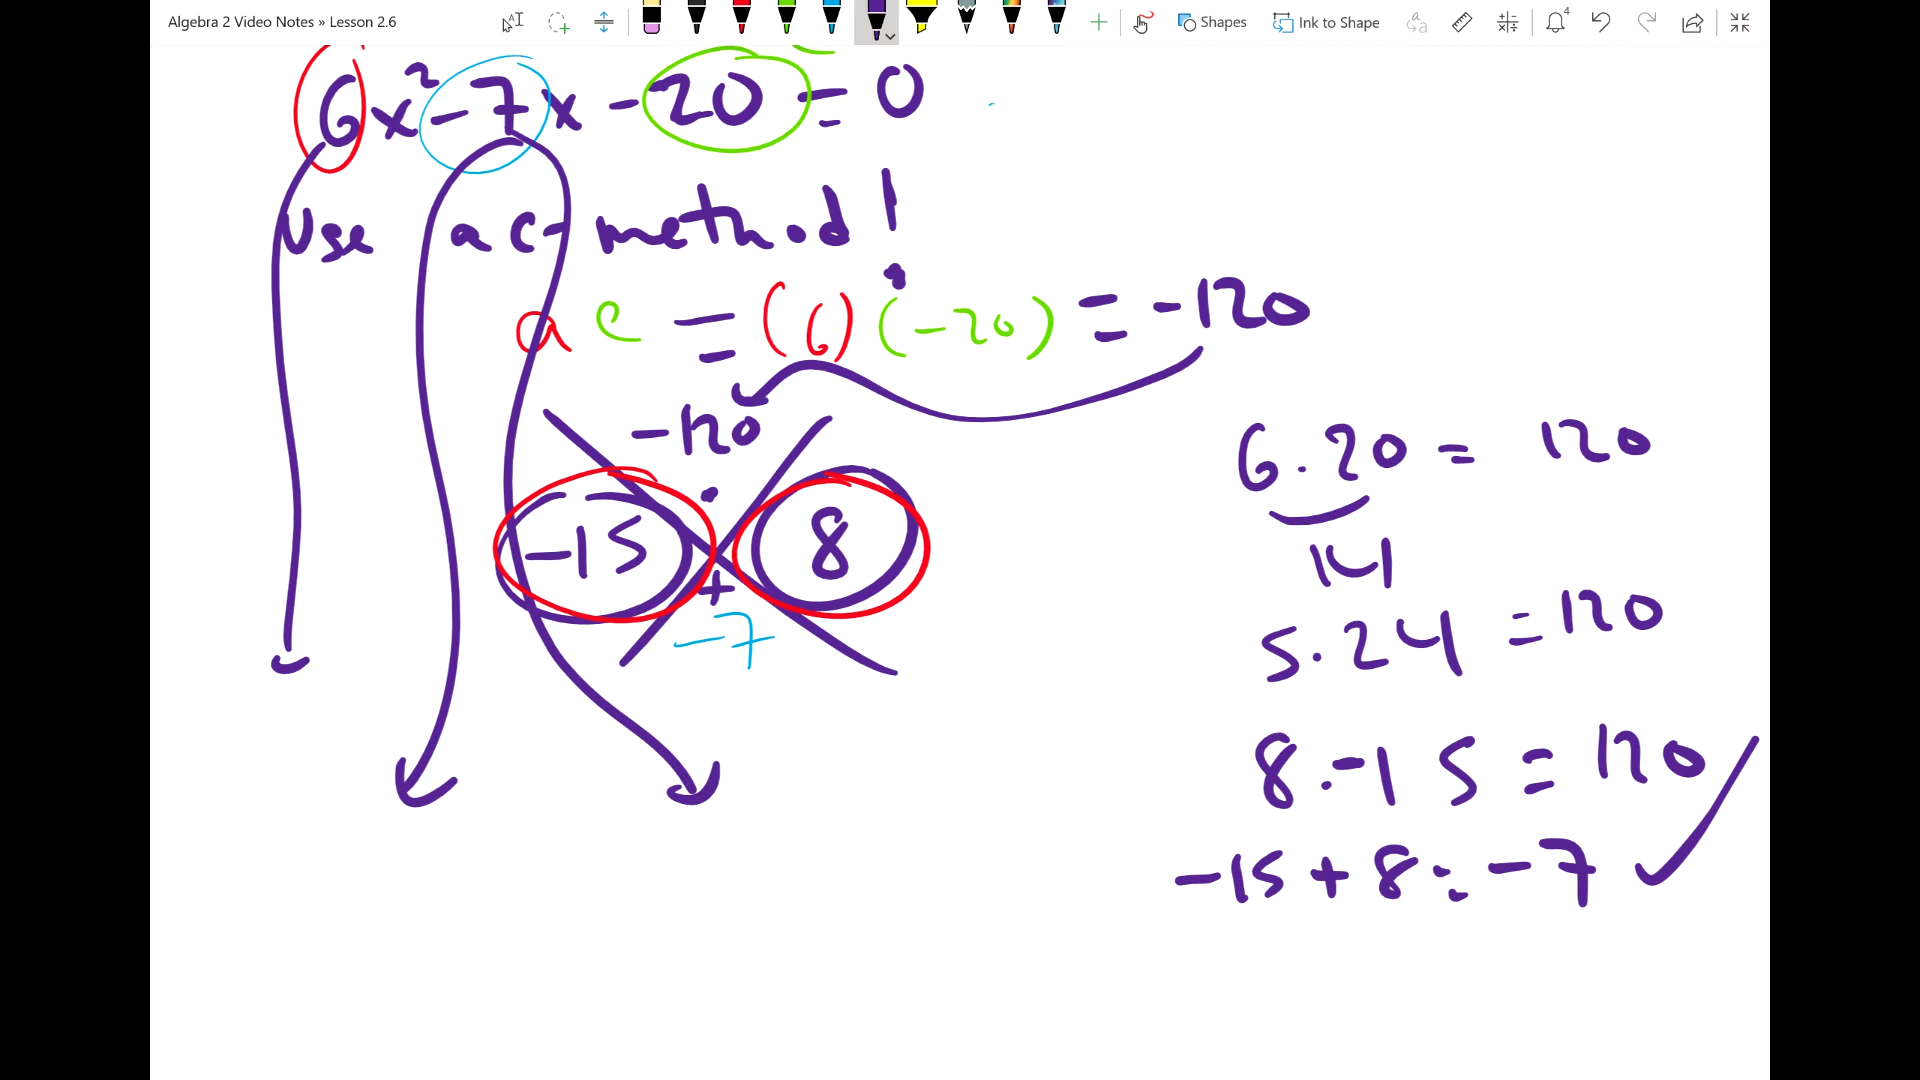 Algebra 2 Video Notes » Lesson 2.6
Shapes
Ink to Shape
4
6x² -7x -20 = 0
Use ac-method!
ac = (6)(-20) = -120
-120
-15 · 8
+
-7
6 · 20 = 120
14
5 · 24 = 120
8 · -15 = 120
-15 + 8 = -7 ✓